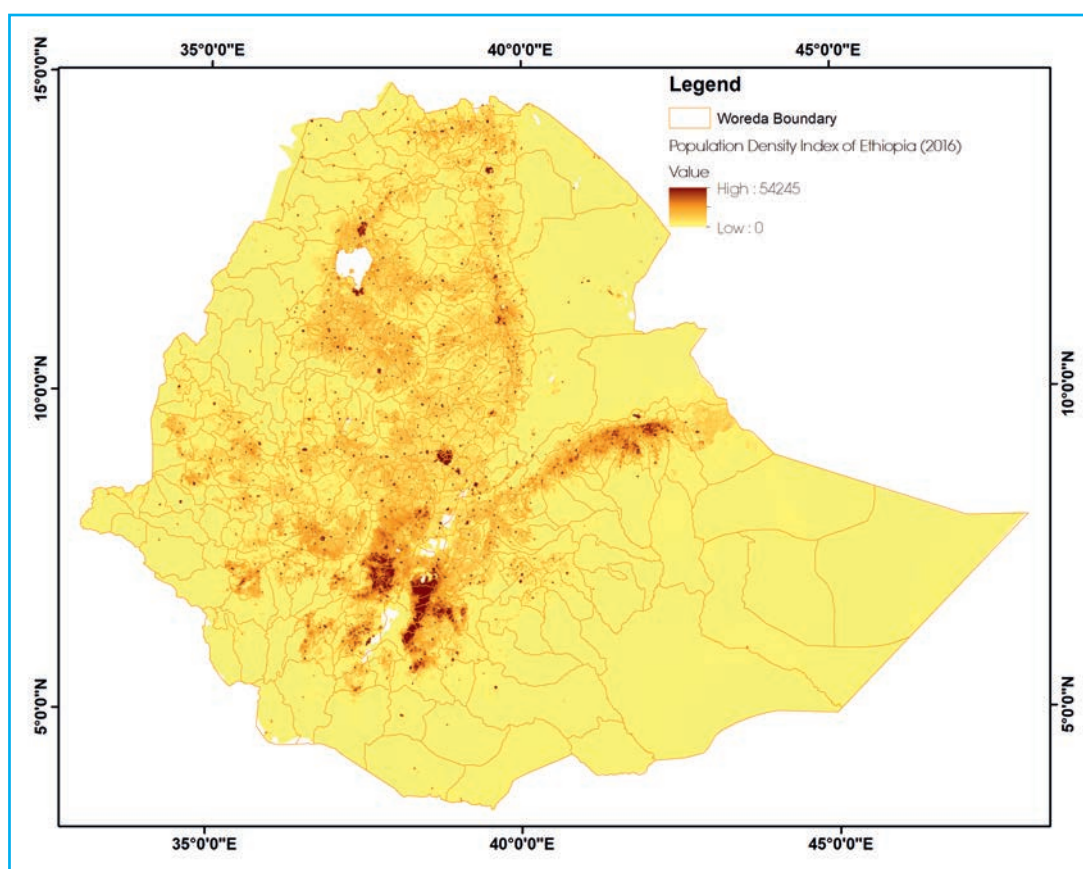 35°0'0"E 40°0'0"E 45°0'0"E
15°0'0"N
Legend
Woreda Boundary
Population Density Index of Ethiopia (2016)
Value
High : 54245
Low : 0
10°0'0"N 10°0'0"N
5°0'0"N 5°0'0"N
35°0'0"E 40°0'0"E 45°0'0"E